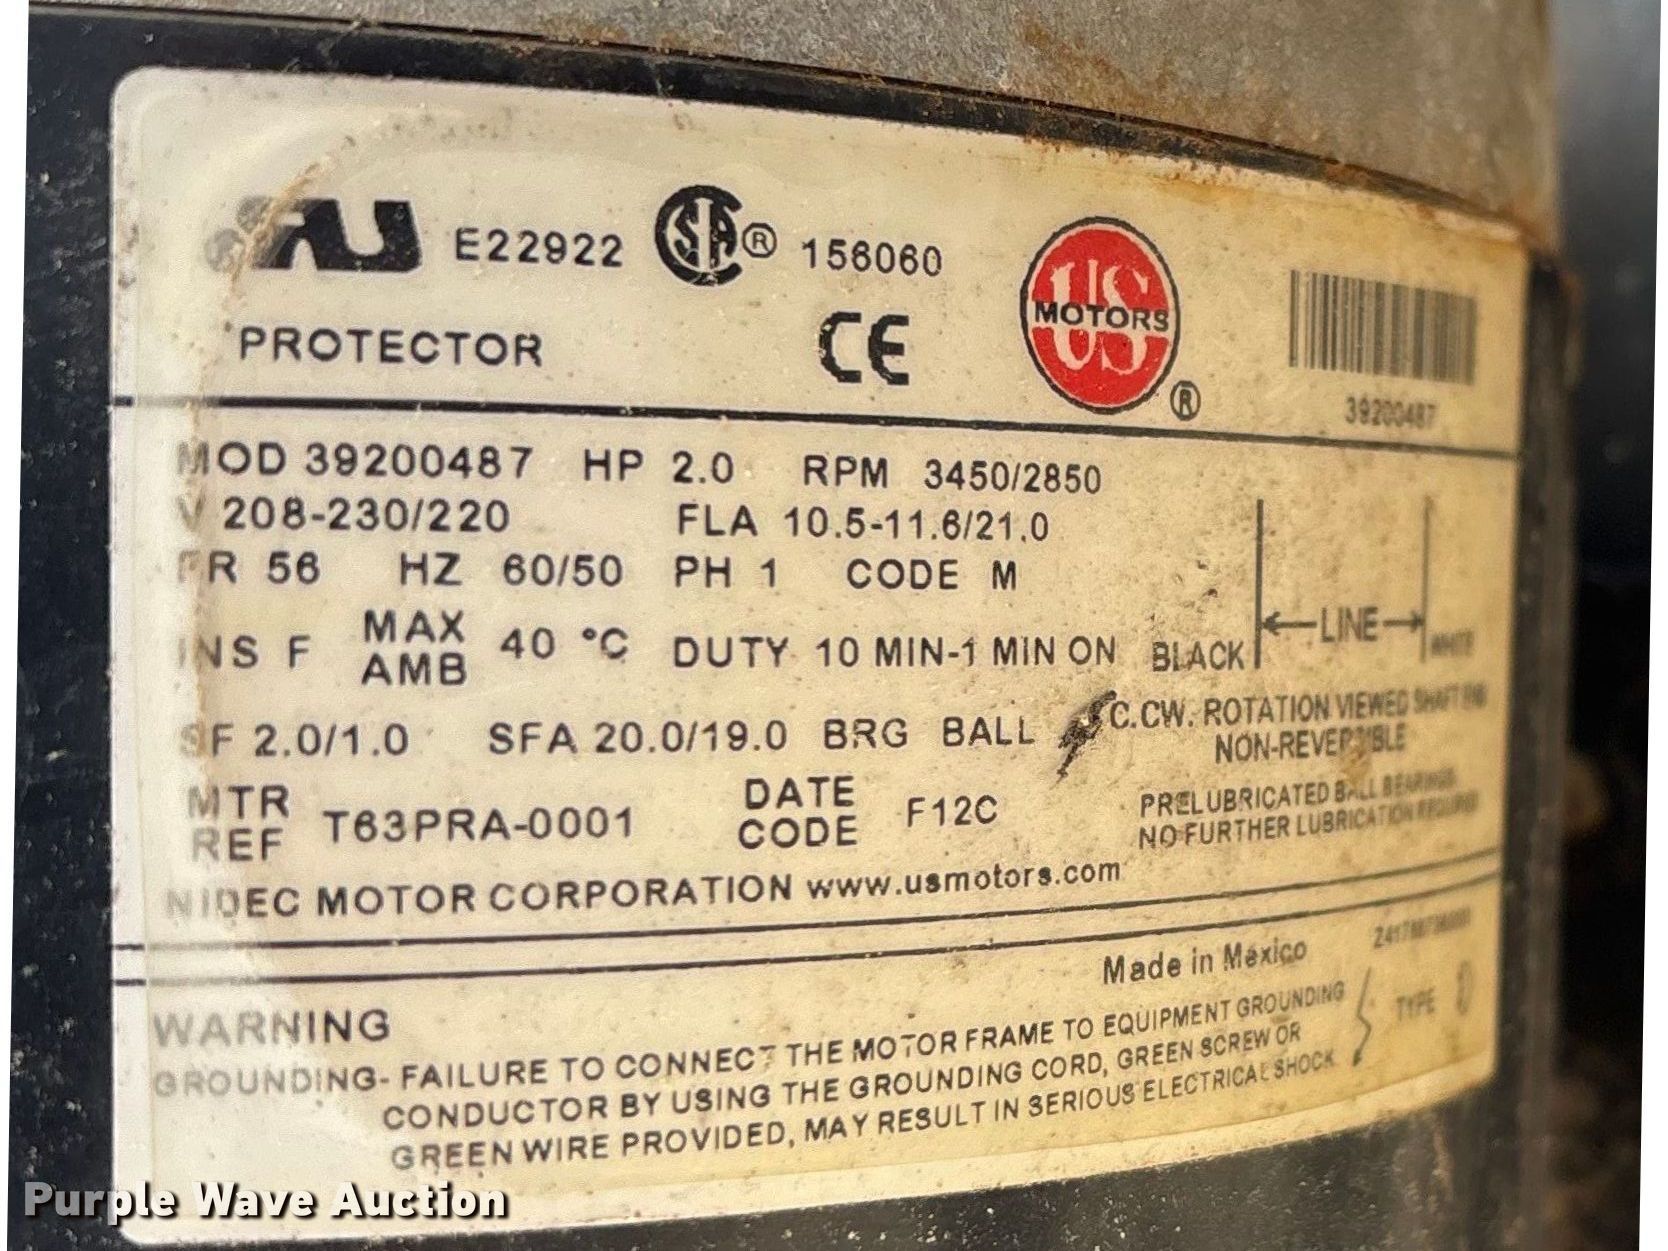 E22922 CSA® 156060
PROTECTOR CE
US MOTORS ®
39200487
MOD 39200487 HP 2.0 RPM 3450/2850
V 208-230/220 FLA 10.5-11.6/21.0
FR 56 HZ 60/50 PH 1 CODE M
INS F MAX AMB 40 °C DUTY 10 MIN-1 MIN ON
BLACK LINE WHITE
SF 2.0/1.0 SFA 20.0/19.0 BRG BALL
C.CW. ROTATION VIEWED SHAFT END
NON-REVERSIBLE
MTR REF T63PRA-0001 DATE CODE F12C
PRELUBRICATED BALL BEARINGS
NO FURTHER LUBRICATION REQUIRED
NIDEC MOTOR CORPORATION www.usmotors.com
Made in Mexico
TYPE
WARNING
GROUNDING- FAILURE TO CONNECT THE MOTOR FRAME TO EQUIPMENT GROUNDING
CONDUCTOR BY USING THE GROUNDING CORD, GREEN SCREW OR
GREEN WIRE PROVIDED, MAY RESULT IN SERIOUS ELECTRICAL SHOCK
Purple Wave Auction